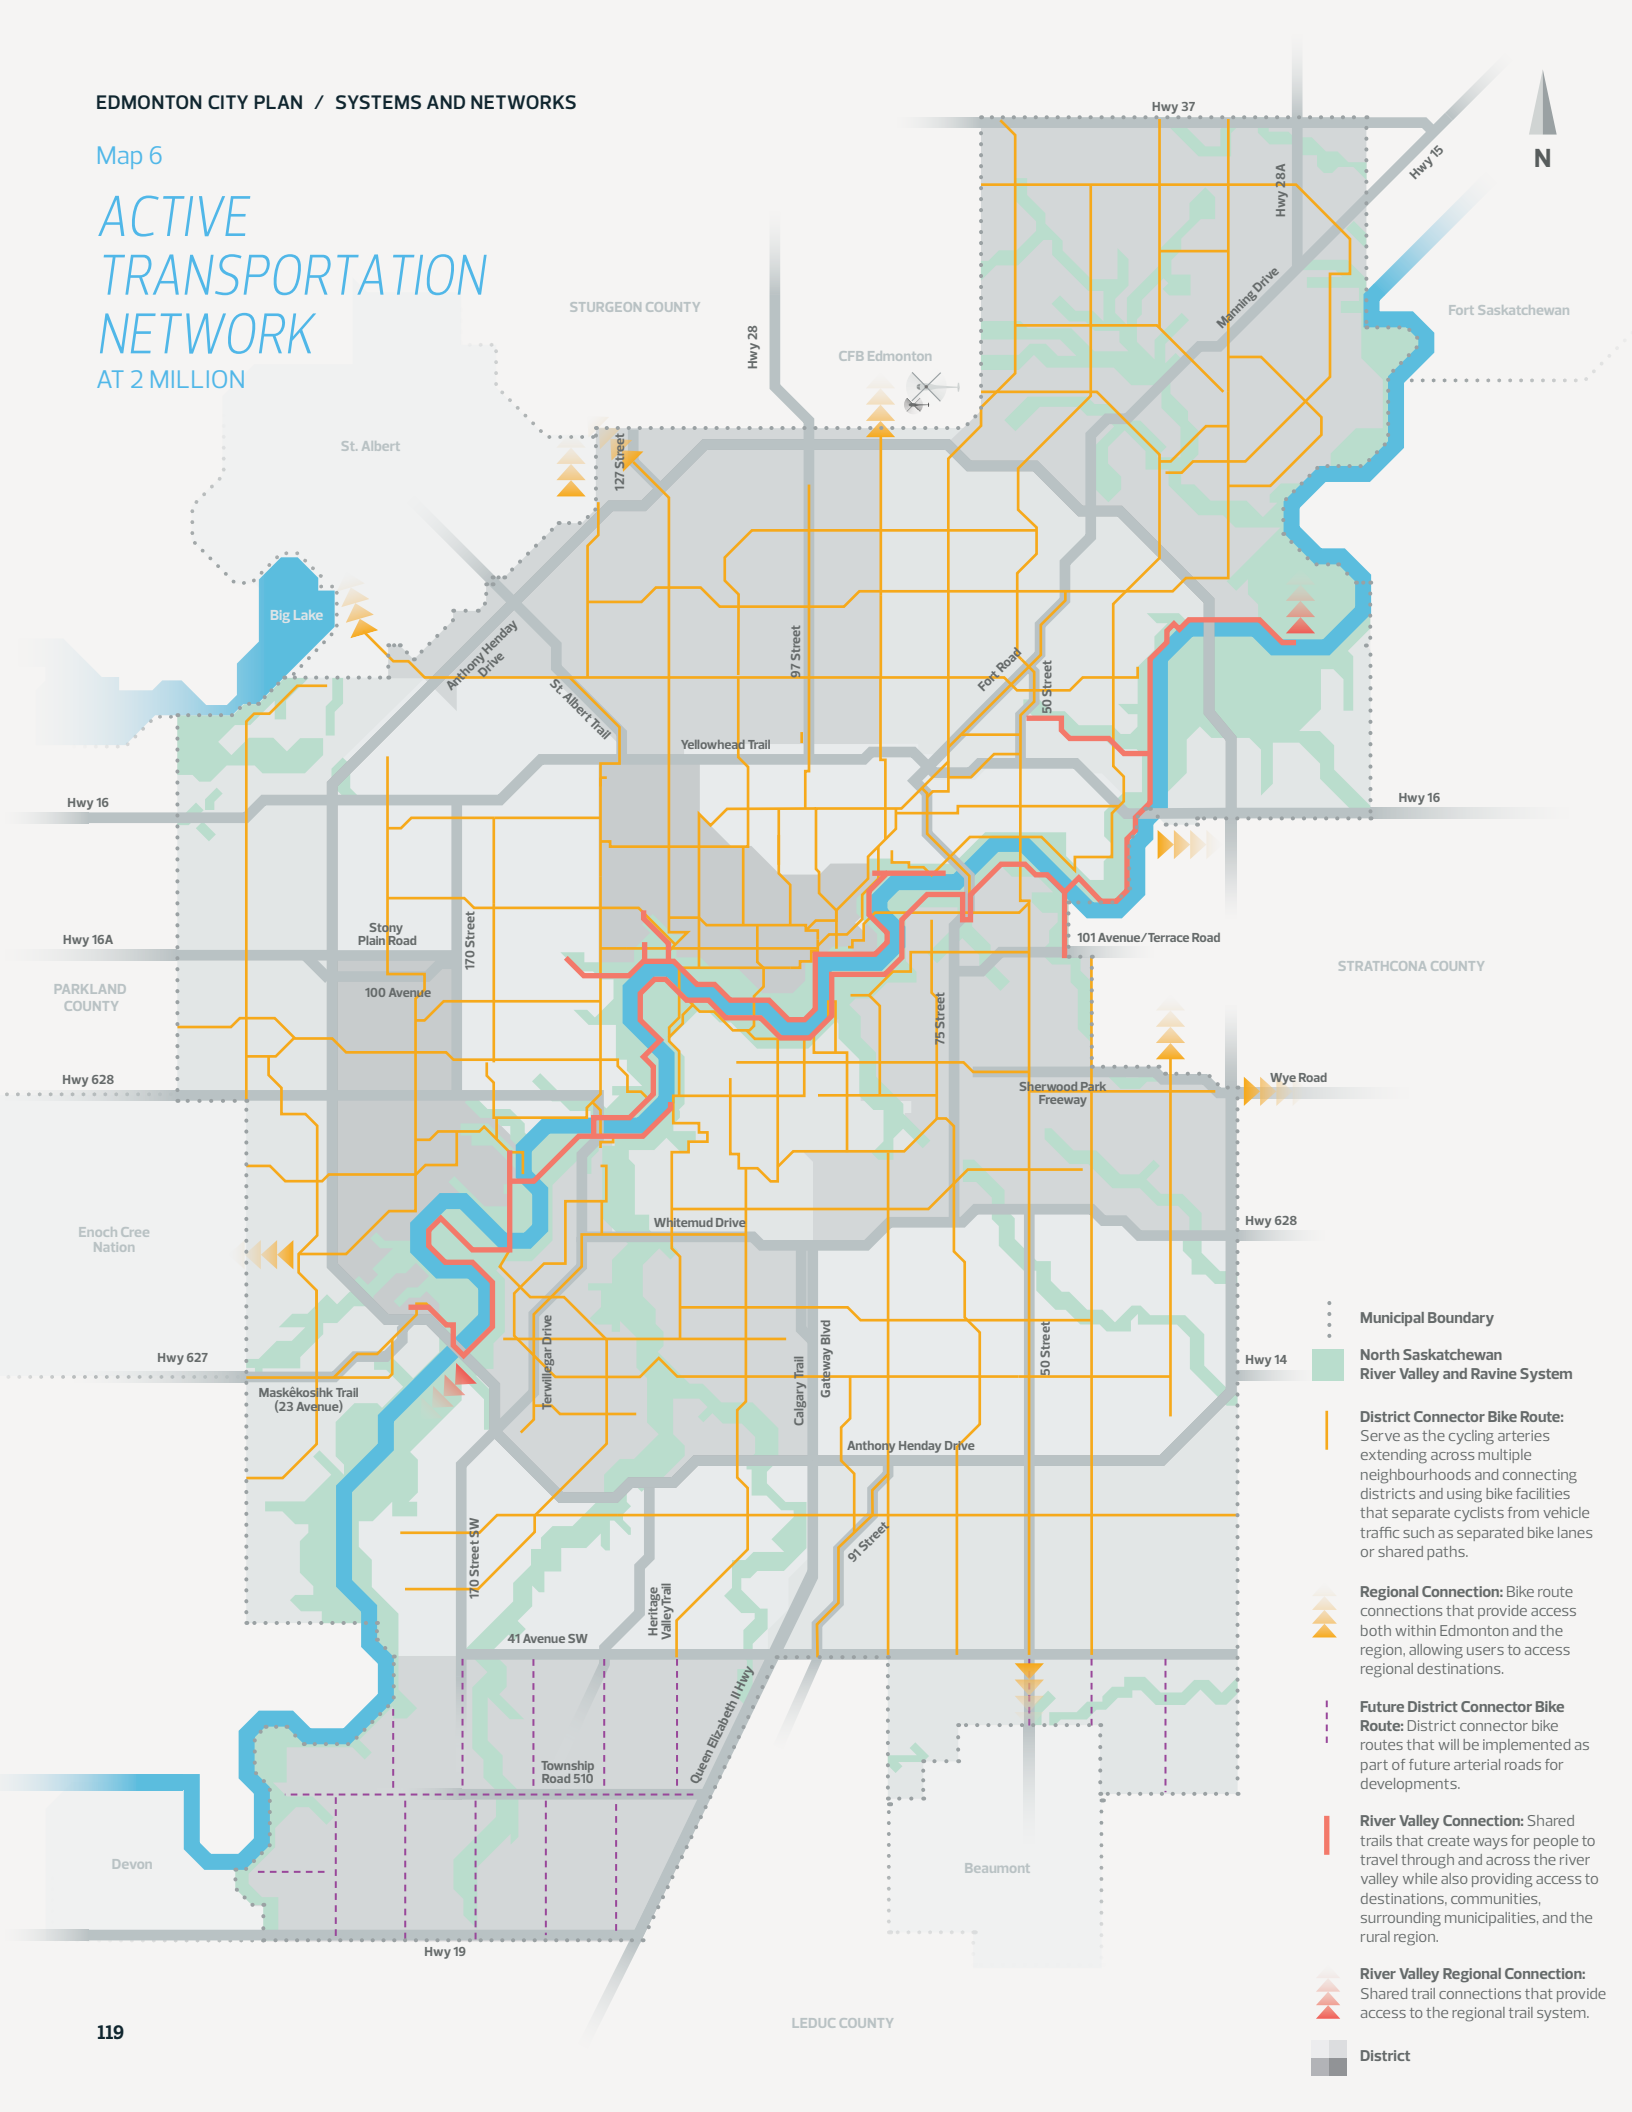 EDMONTON CITY PLAN / SYSTEMS AND NETWORKS
Map 6
ACTIVE
TRANSPORTATION
NETWORK
AT 2 MILLION
Hwy 37
N
Hwy 15
Hwy 28A
Manning Drive
STURGEON COUNTY
Fort Saskatchewan
Hwy 28
CFB Edmonton
St. Albert
127 Street
Big Lake
Anthony Henday
Drive
St. Albert Trail
97 Street
Fort Road
50 Street
Yellowhead Trail
Hwy 16
Hwy 16
Stony
Plain Road
170 Street
Hwy 16A
101 Avenue/Terrace Road
STRATHCONA COUNTY
PARKLAND
COUNTY
100 Avenue
75 Street
Hwy 628
Sherwood Park
Freeway
Wye Road
Enoch Cree
Nation
Whitemud Drive
Hwy 628
Terwillegar Drive
Calgary Trail
Gateway Blvd
50 Street
Hwy 627
Hwy 14
Maskêkosihk Trail
(23 Avenue)
Anthony Henday Drive
170 Street SW
91 Street
Heritage
Valley Trail
41 Avenue SW
Queen Elizabeth II Hwy
Township
Road 510
Devon
Beaumont
Hwy 19
LEDUC COUNTY
119
Municipal Boundary
North Saskatchewan
River Valley and Ravine System
District Connector Bike Route:
Serve as the cycling arteries
extending across multiple
neighbourhoods and connecting
districts and using bike facilities
that separate cyclists from vehicle
traffic such as separated bike lanes
or shared paths.
Regional Connection: Bike route
connections that provide access
both within Edmonton and the
region, allowing users to access
regional destinations.
Future District Connector Bike
Route: District connector bike
routes that will be implemented as
part of future arterial roads for
developments.
River Valley Connection: Shared
trails that create ways for people to
travel through and across the river
valley while also providing access to
destinations, communities,
surrounding municipalities, and the
rural region.
River Valley Regional Connection:
Shared trail connections that provide
access to the regional trail system.
District